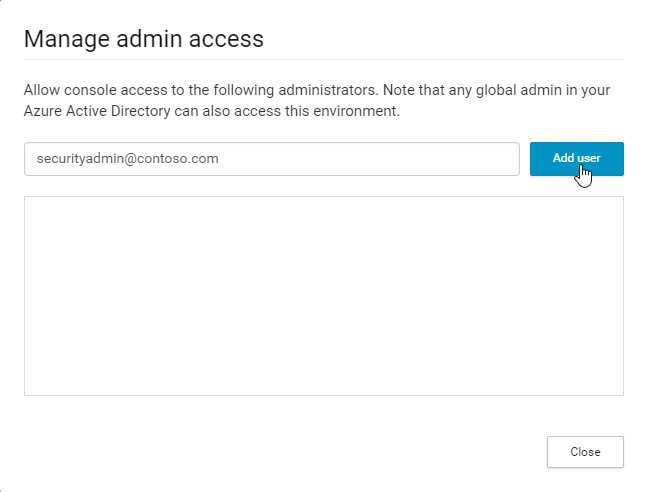 Manage admin access
Allow console access to the following administrators. Note that any global admin in your
Azure Active Directory can also access this environment.
securityadmin@contoso.com
Add user
Close